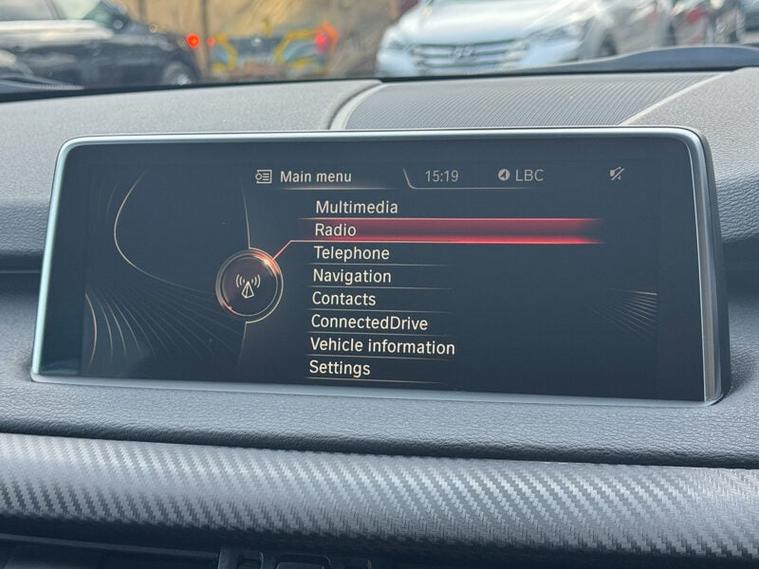 Main menu 15:19 LBC
Multimedia
Radio
Telephone
Navigation
Contacts
ConnectedDrive
Vehicle information
Settings